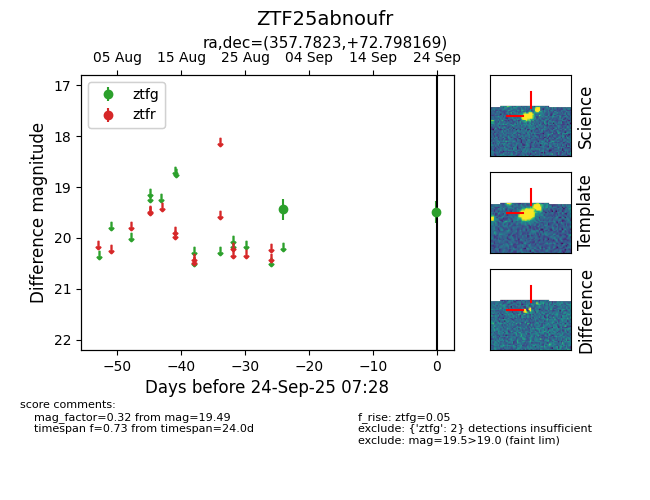 ZTF25abnoufr
ra,dec=(357.7823,+72.798169)
05 Aug 15 Aug 25 Aug 04 Sep 14 Sep 24 Sep
ztfg
ztfr
17
18
19
20
21
22
Difference magnitude
−50 −40 −30 −20 −10 0
Days before 24-Sep-25 07:28
Science
Template
Difference
score comments:
mag_factor=0.32 from mag=19.49
timespan f=0.73 from timespan=24.0d
f_rise: ztfg=0.05
exclude: {'ztfg': 2} detections insufficient
exclude: mag=19.5>19.0 (faint lim)